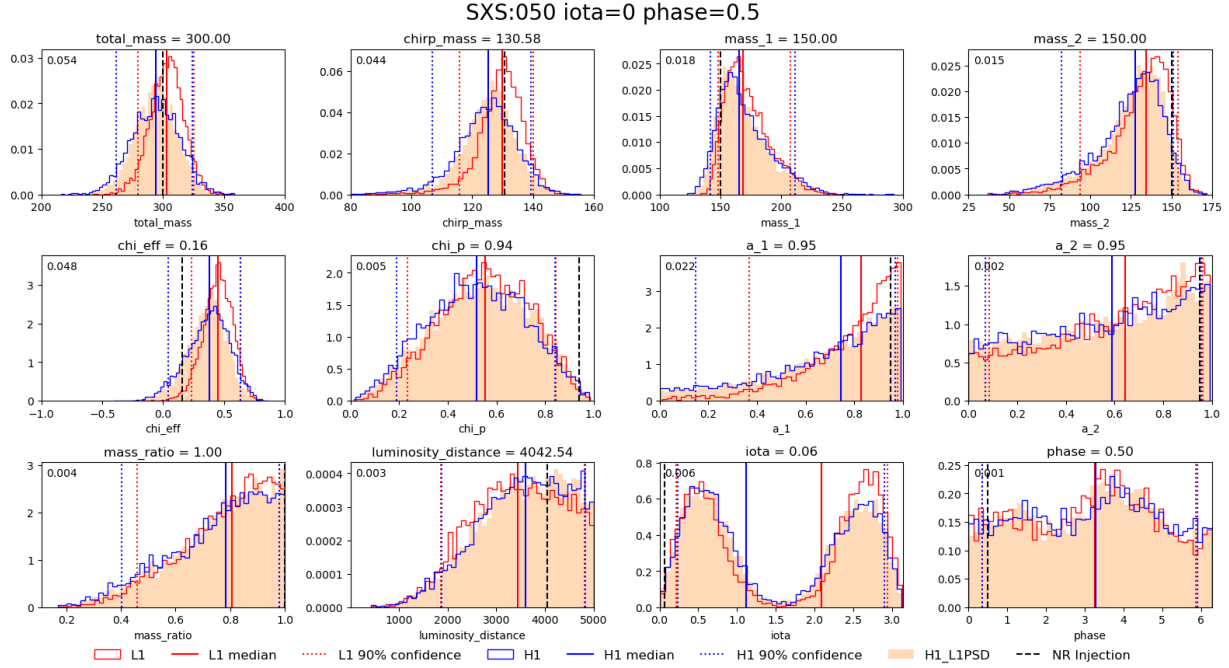 SXS:050 iota=0 phase=0.5
total_mass = 300.00
chirp_mass = 130.58
mass_1 = 150.00
mass_2 = 150.00
0.054
0.044
0.018
0.015
0.03
0.02
0.01
0.00
0.06
0.04
0.02
0.00
0.025
0.020
0.015
0.010
0.005
0.000
0.030
0.025
0.020
0.015
0.010
0.005
0.000
200 250 300 350 400
80 100 120 140 160
100 150 200 250 300
25 50 75 100 125 150 175
total_mass
chirp_mass
mass_1
mass_2
chi_eff = 0.16
chi_p = 0.94
a_1 = 0.95
a_2 = 0.95
0.048
0.005
0.022
0.002
3
2
1
0
2.0
1.5
1.0
0.5
0.0
4
3
2
1
0
1.5
1.0
0.5
0.0
−1.0 −0.5 0.0 0.5 1.0
0.0 0.2 0.4 0.6 0.8 1.0
0.0 0.2 0.4 0.6 0.8 1.0
0.0 0.2 0.4 0.6 0.8 1.0
chi_eff
chi_p
a_1
a_2
mass_ratio = 1.00
luminosity_distance = 4042.54
iota = 0.06
phase = 0.50
0.004
0.003
0.006
0.001
3
2
1
0
0.0004
0.0003
0.0002
0.0001
0.0000
0.8
0.6
0.4
0.2
0.0
0.25
0.20
0.15
0.10
0.05
0.00
0.2 0.4 0.6 0.8 1.0
1000 2000 3000 4000 5000
0.0 0.5 1.0 1.5 2.0 2.5 3.0
0 1 2 3 4 5 6
mass_ratio
luminosity_distance
iota
phase
L1 L1 median L1 90% confidence H1 H1 median H1 90% confidence H1_L1PSD NR Injection